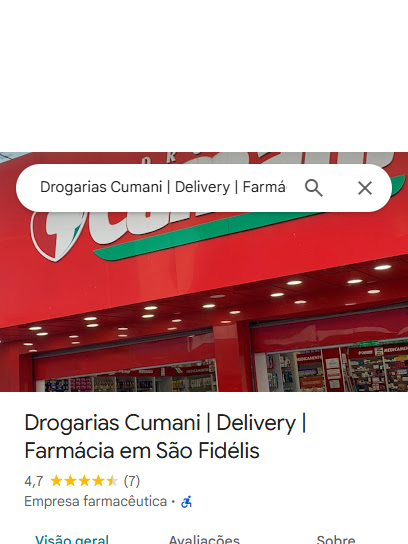 Drogarias Cumani | Delivery | Farmá
Drogarias Cumani | Delivery |
Farmácia em São Fidélis
4,7 (7)
Empresa farmacêutica ·
Visão geral Avaliações Sobre